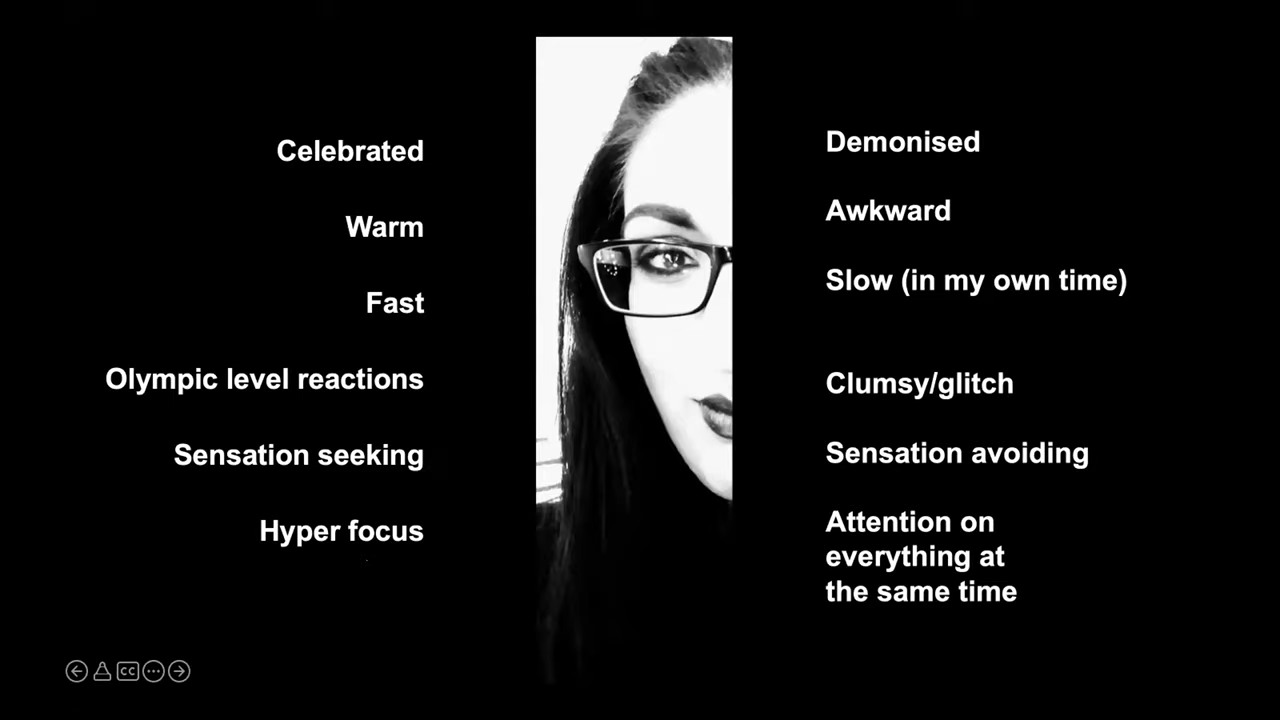 Celebrated
Warm
Fast
Olympic level reactions
Sensation seeking
Hyper focus
Demonised
Awkward
Slow (in my own time)
Clumsy/glitch
Sensation avoiding
Attention on
everything at
the same time
CC